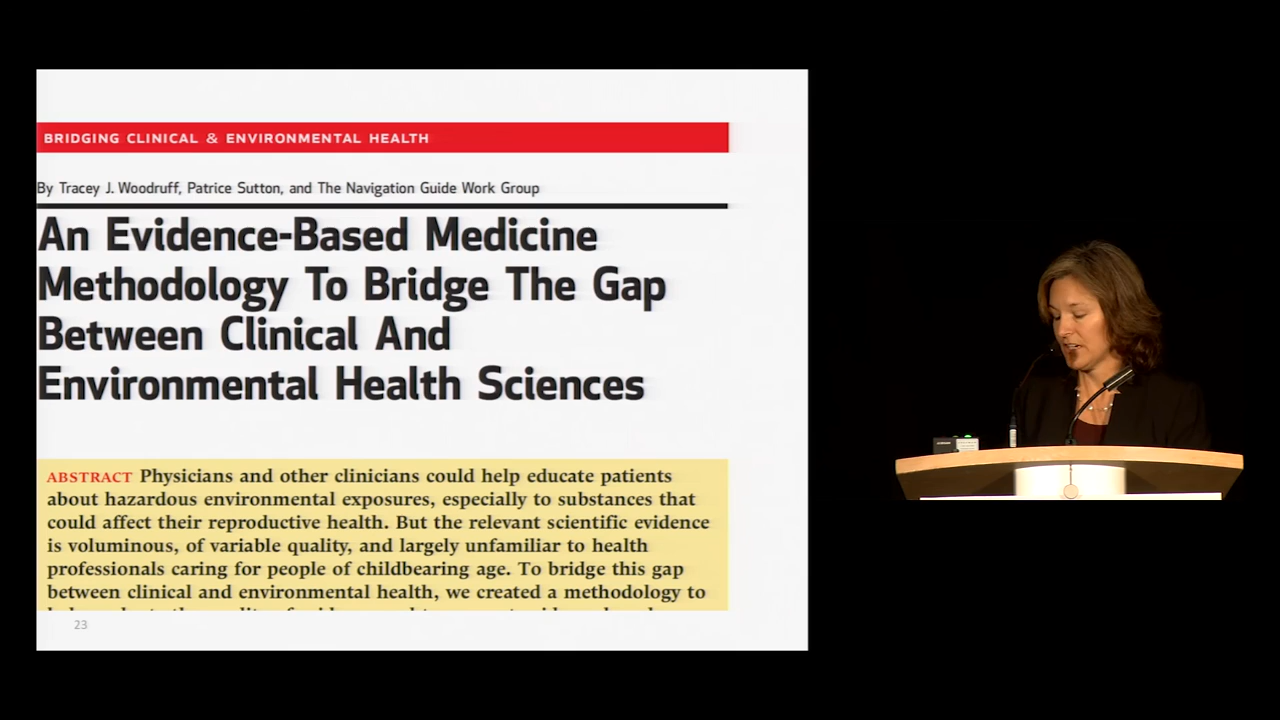 BRIDGING CLINICAL & ENVIRONMENTAL HEALTH
By Tracey J. Woodruff, Patrice Sutton, and The Navigation Guide Work Group
An Evidence-Based Medicine
Methodology To Bridge The Gap
Between Clinical And
Environmental Health Sciences
ABSTRACT Physicians and other clinicians could help educate patients
about hazardous environmental exposures, especially to substances that
could affect their reproductive health. But the relevant scientific evidence
is voluminous, of variable quality, and largely unfamiliar to health
professionals caring for people of childbearing age. To bridge this gap
between clinical and environmental health, we created a methodology to
23